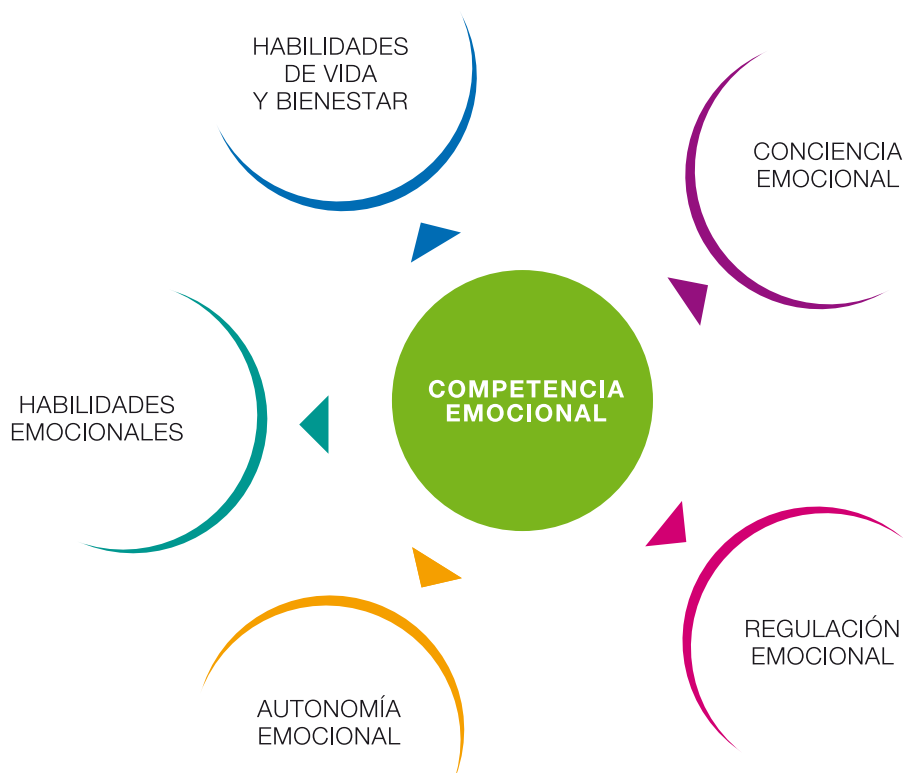 HABILIDADES
DE VIDA
Y BIENESTAR
CONCIENCIA
EMOCIONAL
COMPETENCIA
EMOCIONAL
HABILIDADES
EMOCIONALES
REGULACIÓN
EMOCIONAL
AUTONOMÍA
EMOCIONAL